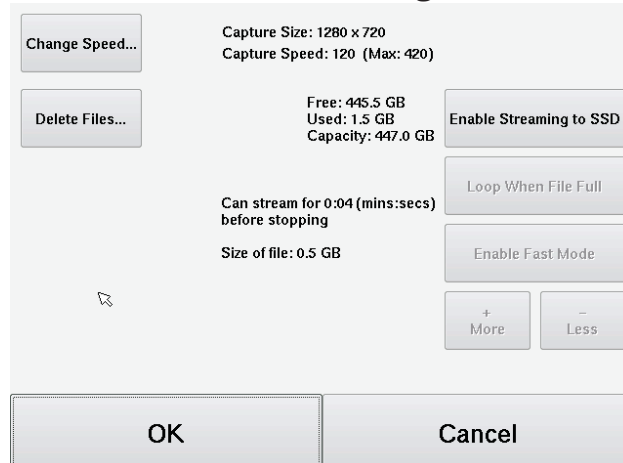 Change Speed...
Capture Size: 1280 x 720
Capture Speed: 120 (Max: 420)
Delete Files...
Free: 445.5 GB
Used: 1.5 GB
Capacity: 447.0 GB
Enable Streaming to SSD
Loop When File Full
Can stream for 0:04 (mins:secs)
before stopping
Size of file: 0.5 GB
Enable Fast Mode
+
More
–
Less
OK
Cancel